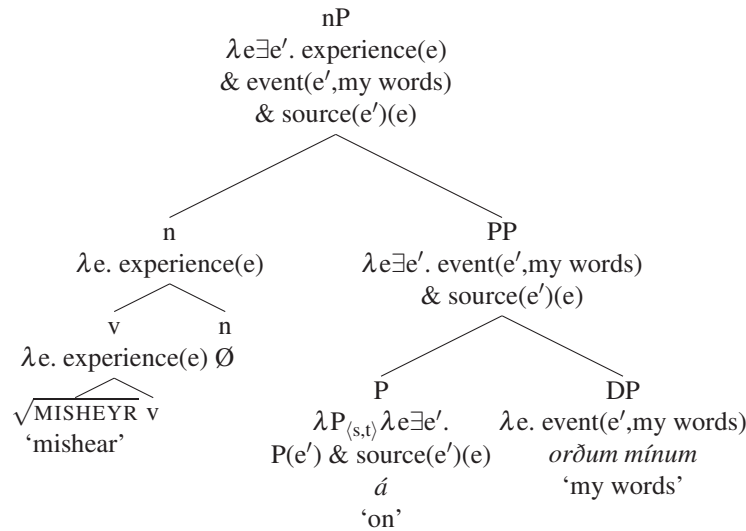 nP
λe∃e′. experience(e)
& event(e′,my words)
& source(e′)(e)
n PP
λe. experience(e) λe∃e′. event(e′,my words)
& source(e′)(e)
v n
λe. experience(e) Ø
P DP
√MISHEYR v λP⟨s,t⟩λe∃e′. λe. event(e′,my words)
'mishear' P(e′) & source(e′)(e) orðum mínum
á 'my words'
'on'